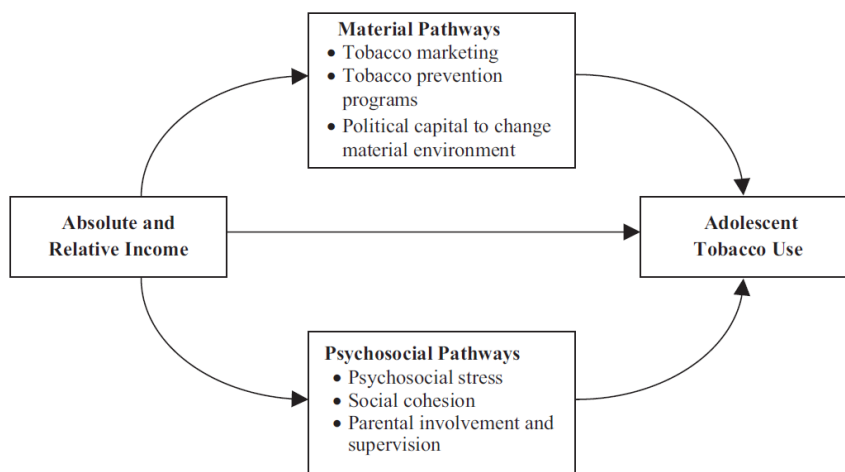 Material Pathways
• Tobacco marketing
• Tobacco prevention
programs
• Political capital to change
material environment
Absolute and
Relative Income
Adolescent
Tobacco Use
Psychosocial Pathways
• Psychosocial stress
• Social cohesion
• Parental involvement and
supervision